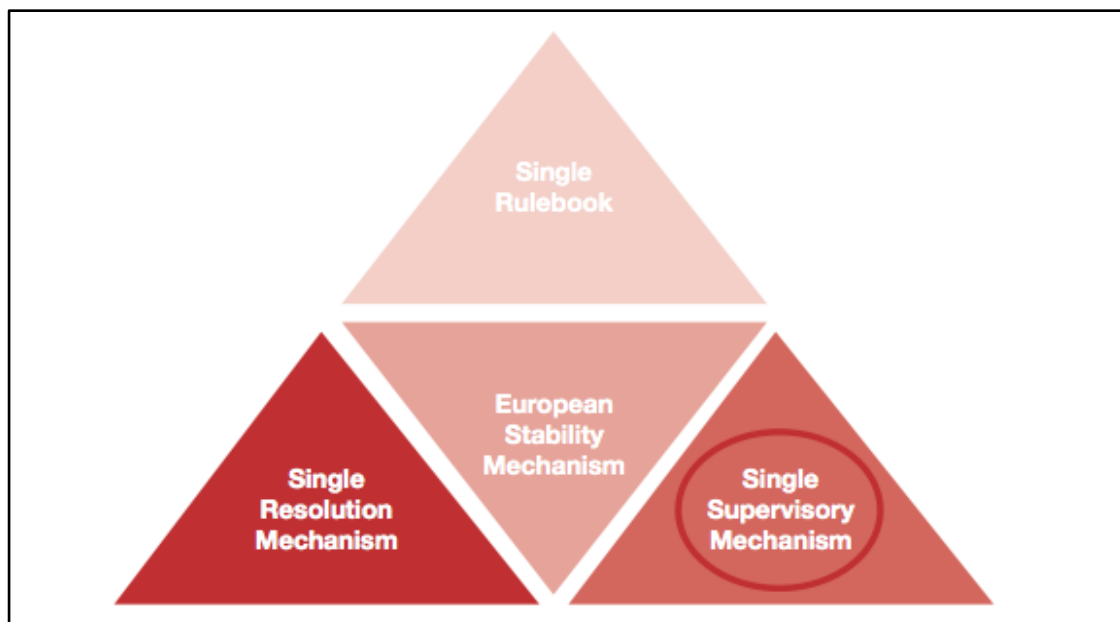 Single
Rulebook
European
Stability
Mechanism
Single
Resolution
Mechanism
Single
Supervisory
Mechanism